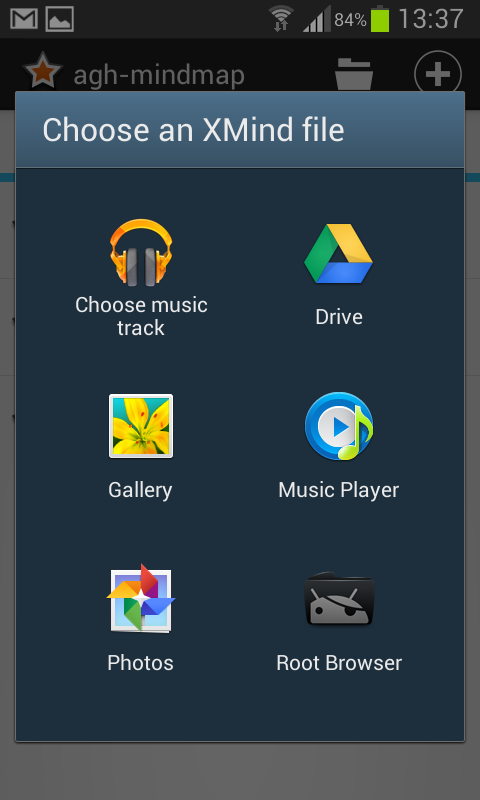 84% 13:37
agh-mindmap
Choose an XMind file
Choose music
track
Drive
Gallery
Music Player
Photos
Root Browser